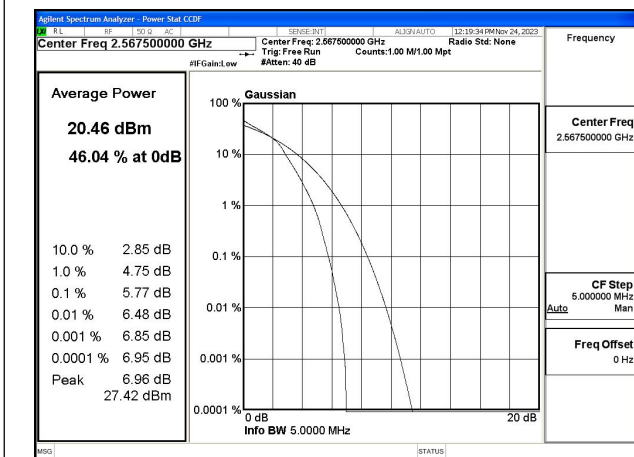 Agilent Spectrum Analyzer - Power Stat CCDF
LXI RL RF 50 Ω AC SENSE:INT ALIGN AUTO 12:19:34 PM Nov 24, 2023
Center Freq 2.567500000 GHz
Center Freq: 2.567500000 GHz Radio Std: None
Trig: Free Run Counts:1.00 M/1.00 Mpt
#IFGain:Low #Atten: 40 dB
Frequency
Average Power
20.46 dBm
46.04 % at 0dB
10.0 % 2.85 dB
1.0 % 4.75 dB
0.1 % 5.77 dB
0.01 % 6.48 dB
0.001 % 6.85 dB
0.0001 % 6.95 dB
Peak 6.96 dB
27.42 dBm
Gaussian
100 %
10 %
1 %
0.1 %
0.01 %
0.001 %
0.0001 %
0 dB 20 dB
Info BW 5.0000 MHz
Center Freq
2.567500000 GHz
CF Step
5.000000 MHz
Auto Man
Freq Offset
0 Hz
MSG STATUS